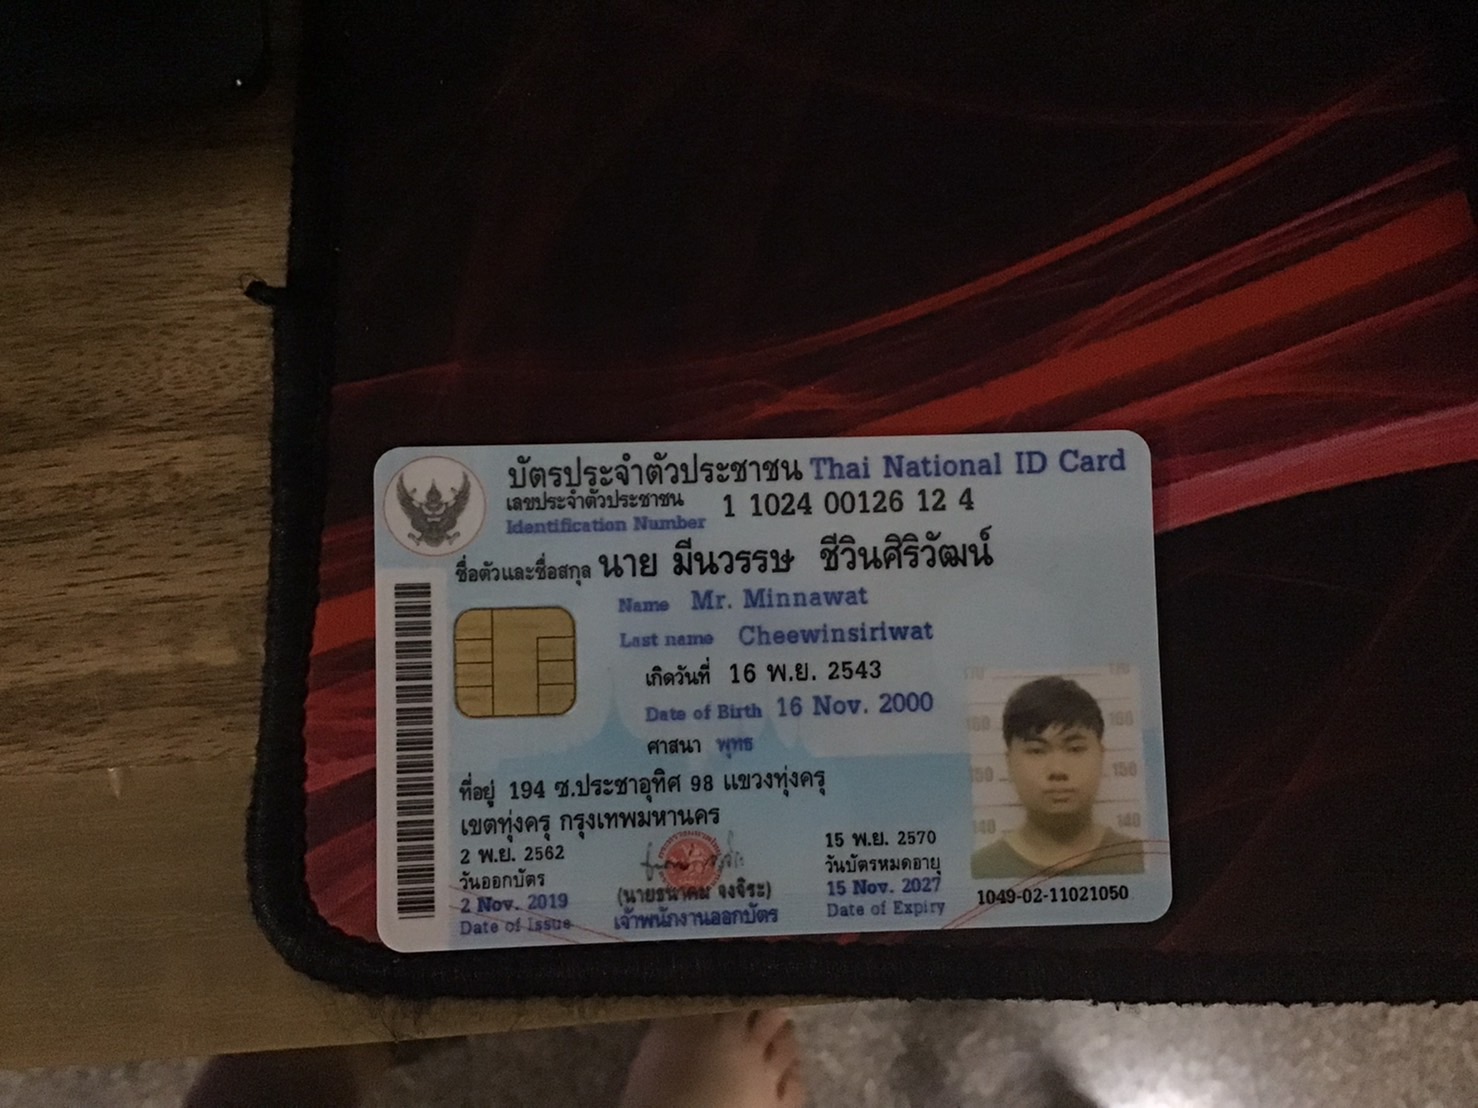 บัตรประจำตัวประชาชน Thai National ID Card
เลขประจำตัวประชาชน 1 1024 00126 12 4
Identification Number
ชื่อตัวและชื่อสกุล นาย มีนวรรษ ชีวินศิริวัฒน์
Name Mr. Minnawat
Last name Cheewinsiriwat
เกิดวันที่ 16 พ.ย. 2543
Date of Birth 16 Nov. 2000
ศาสนา พุทธ
ที่อยู่ 194 ซ.ประชาอุทิศ 98 แขวงทุ่งครุ
เขตทุ่งครุ กรุงเทพมหานคร
2 พ.ย. 2562
วันออกบัตร
2 Nov. 2019
Date of Issue
(นายธนาคม จงจิระ)
เจ้าพนักงานออกบัตร
15 พ.ย. 2570
วันบัตรหมดอายุ
15 Nov. 2027
Date of Expiry
160 160
150 150
140 140
1049-02-11021050